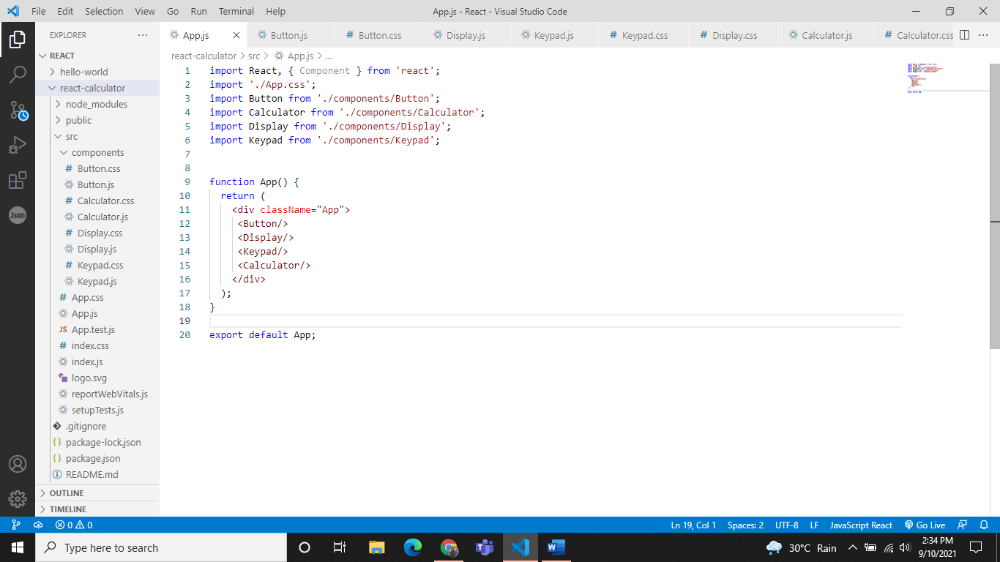 File Edit Selection View Go Run Terminal Help
App.js - React - Visual Studio Code
EXPLORER
App.js
Button.js
# Button.css
Display.js
Keypad.js
# Keypad.css
# Display.css
Calculator.js
# Calculator.css
REACT
hello-world
react-calculator
node_modules
public
src
components
# Button.css
Button.js
# Calculator.css
Calculator.js
# Display.css
Display.js
# Keypad.css
Keypad.js
# App.css
App.js
JS App.test.js
# index.css
index.js
logo.svg
reportWebVitals.js
setupTests.js
.gitignore
{} package-lock.json
{} package.json
README.md
OUTLINE
TIMELINE
Json
react-calculator > src > App.js > ...
1 import React, { Component } from 'react';
2 import './App.css';
3 import Button from './components/Button';
4 import Calculator from './components/Calculator';
5 import Display from './components/Display';
6 import Keypad from './components/Keypad';
7
8
9 function App() {
10 return (
11 <div className="App">
12 <Button/>
13 <Display/>
14 <Keypad/>
15 <Calculator/>
16 </div>
17 );
18 }
19
20 export default App;
0 0
Ln 19, Col 1 Spaces: 2 UTF-8 LF JavaScript React Go Live
Type here to search
30°C Rain
2:34 PM
9/10/2021